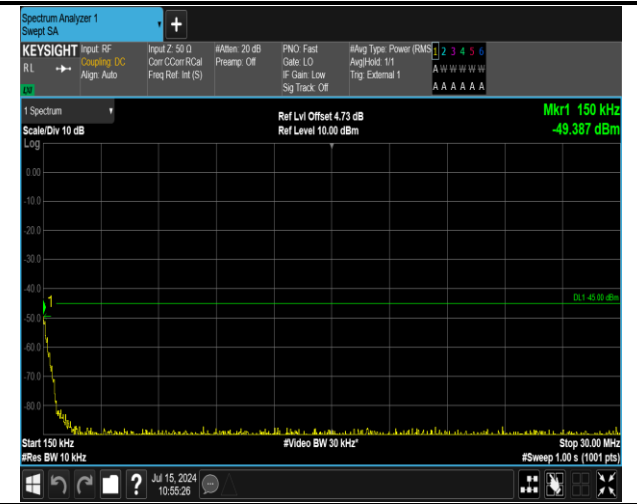 Spectrum Analyzer 1
Swept SA
+
KEYSIGHT
RL
Input: RF
Coupling: DC
Align: Auto
Input Z: 50 Ω
Corr CCorr RCal
Freq Ref: Int (S)
#Atten: 20 dB
Preamp: Off
PNO: Fast
Gate: LO
IF Gain: Low
Sig Track: Off
#Avg Type: Power (RMS
Avg|Hold: 1/1
Trig: External 1
1 2 3 4 5 6
A W W W W W
A A A A A A
1 Spectrum
Scale/Div 10 dB
Log
Ref Lvl Offset 4.73 dB
Ref Level 10.00 dBm
Mkr1 150 kHz
-49.387 dBm
0.00
-10.0
-20.0
-30.0
-40.0
1
DL1 -45.00 dBm
-50.0
-60.0
-70.0
-80.0
Start 150 kHz
#Res BW 10 kHz
#Video BW 30 kHz*
Stop 30.00 MHz
#Sweep 1.00 s (1001 pts)
?
Jul 15, 2024
10:55:26